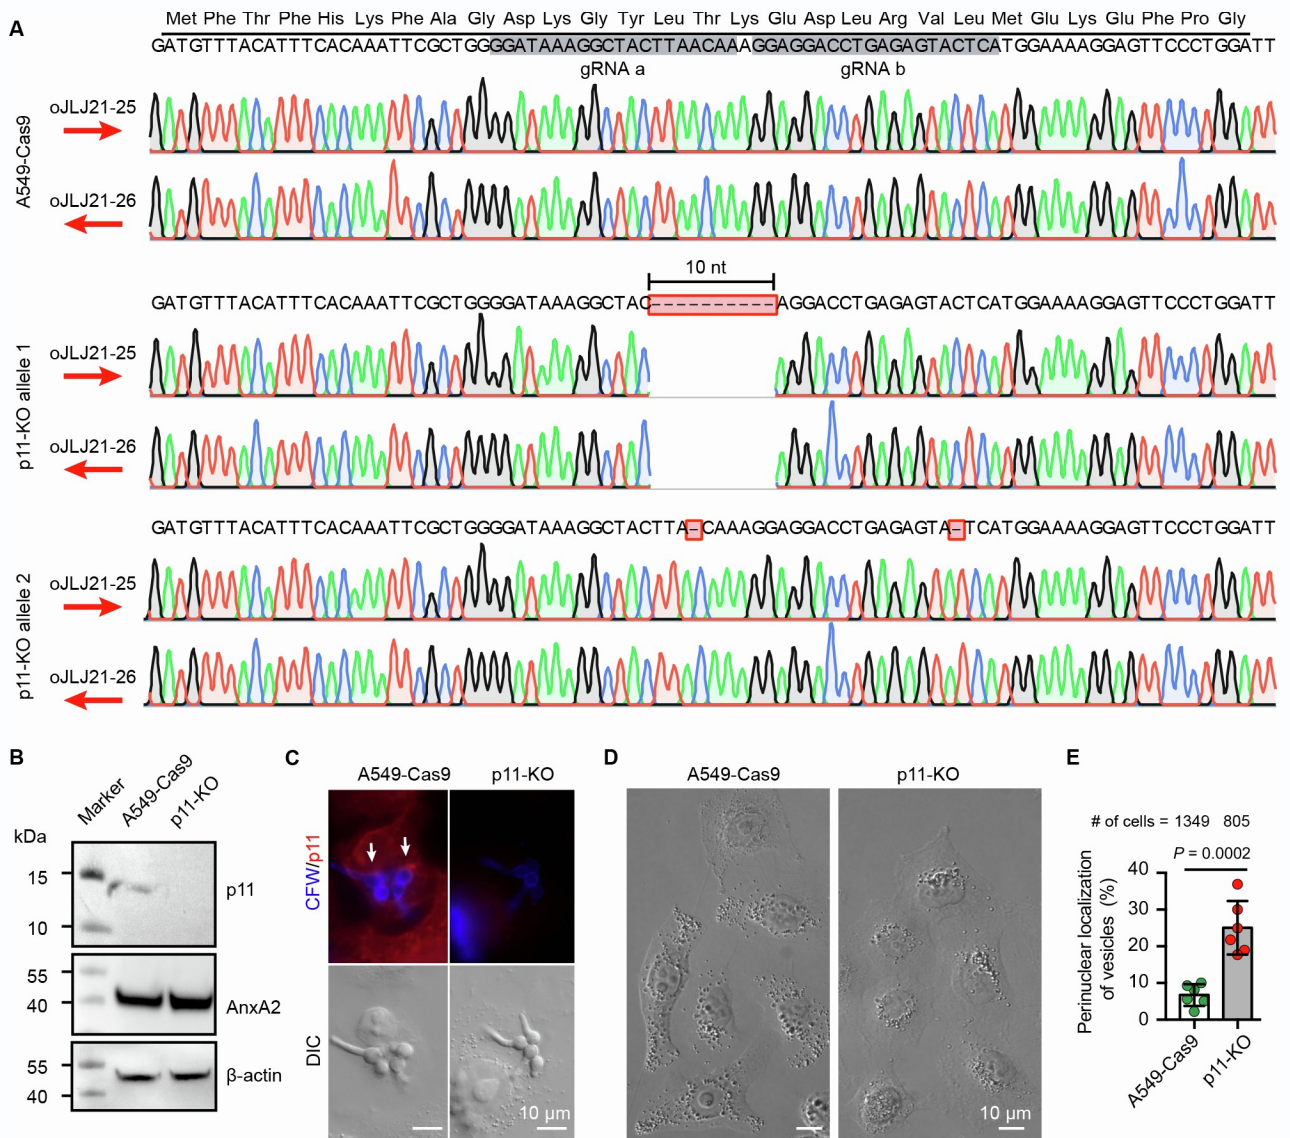 A
Met Phe Thr Phe His Lys Phe Ala Gly Asp Lys Gly Tyr Leu Thr Lys Glu Asp Leu Arg Val Leu Met Glu Lys Glu Phe Pro Gly
GATGTTTACATTTCACAAATTCGCTGGGGATAAAGGCTACTTAACAAAGGAGGACCTGAGAGTACTCATGGAAAAGGAGTTCCCTGGATT
gRNA a gRNA b
A549-Cas9
oJLJ21-25
oJLJ21-26
10 nt
GATGTTTACATTTCACAAATTCGCTGGGGATAAAGGCTAC----------AGGACCTGAGAGTACTCATGGAAAAGGAGTTCCCTGGATT
p11-KO allele 1
oJLJ21-25
oJLJ21-26
GATGTTTACATTTCACAAATTCGCTGGGGATAAAGGCTACTTA-CAAAGGAGGACCTGAGAGTA-TCATGGAAAAGGAGTTCCCTGGATT
p11-KO allele 2
oJLJ21-25
oJLJ21-26
B
Marker A549-Cas9 p11-KO
kDa
15
10
p11
55
40
AnxA2
55
40
β-actin
C
A549-Cas9 p11-KO
CFW/p11
DIC
10 µm
D
A549-Cas9 p11-KO
10 µm
E
# of cells = 1349 805
P = 0.0002
Perinuclear localization
of vesicles (%)
40
30
20
10
0
A549-Cas9 p11-KO